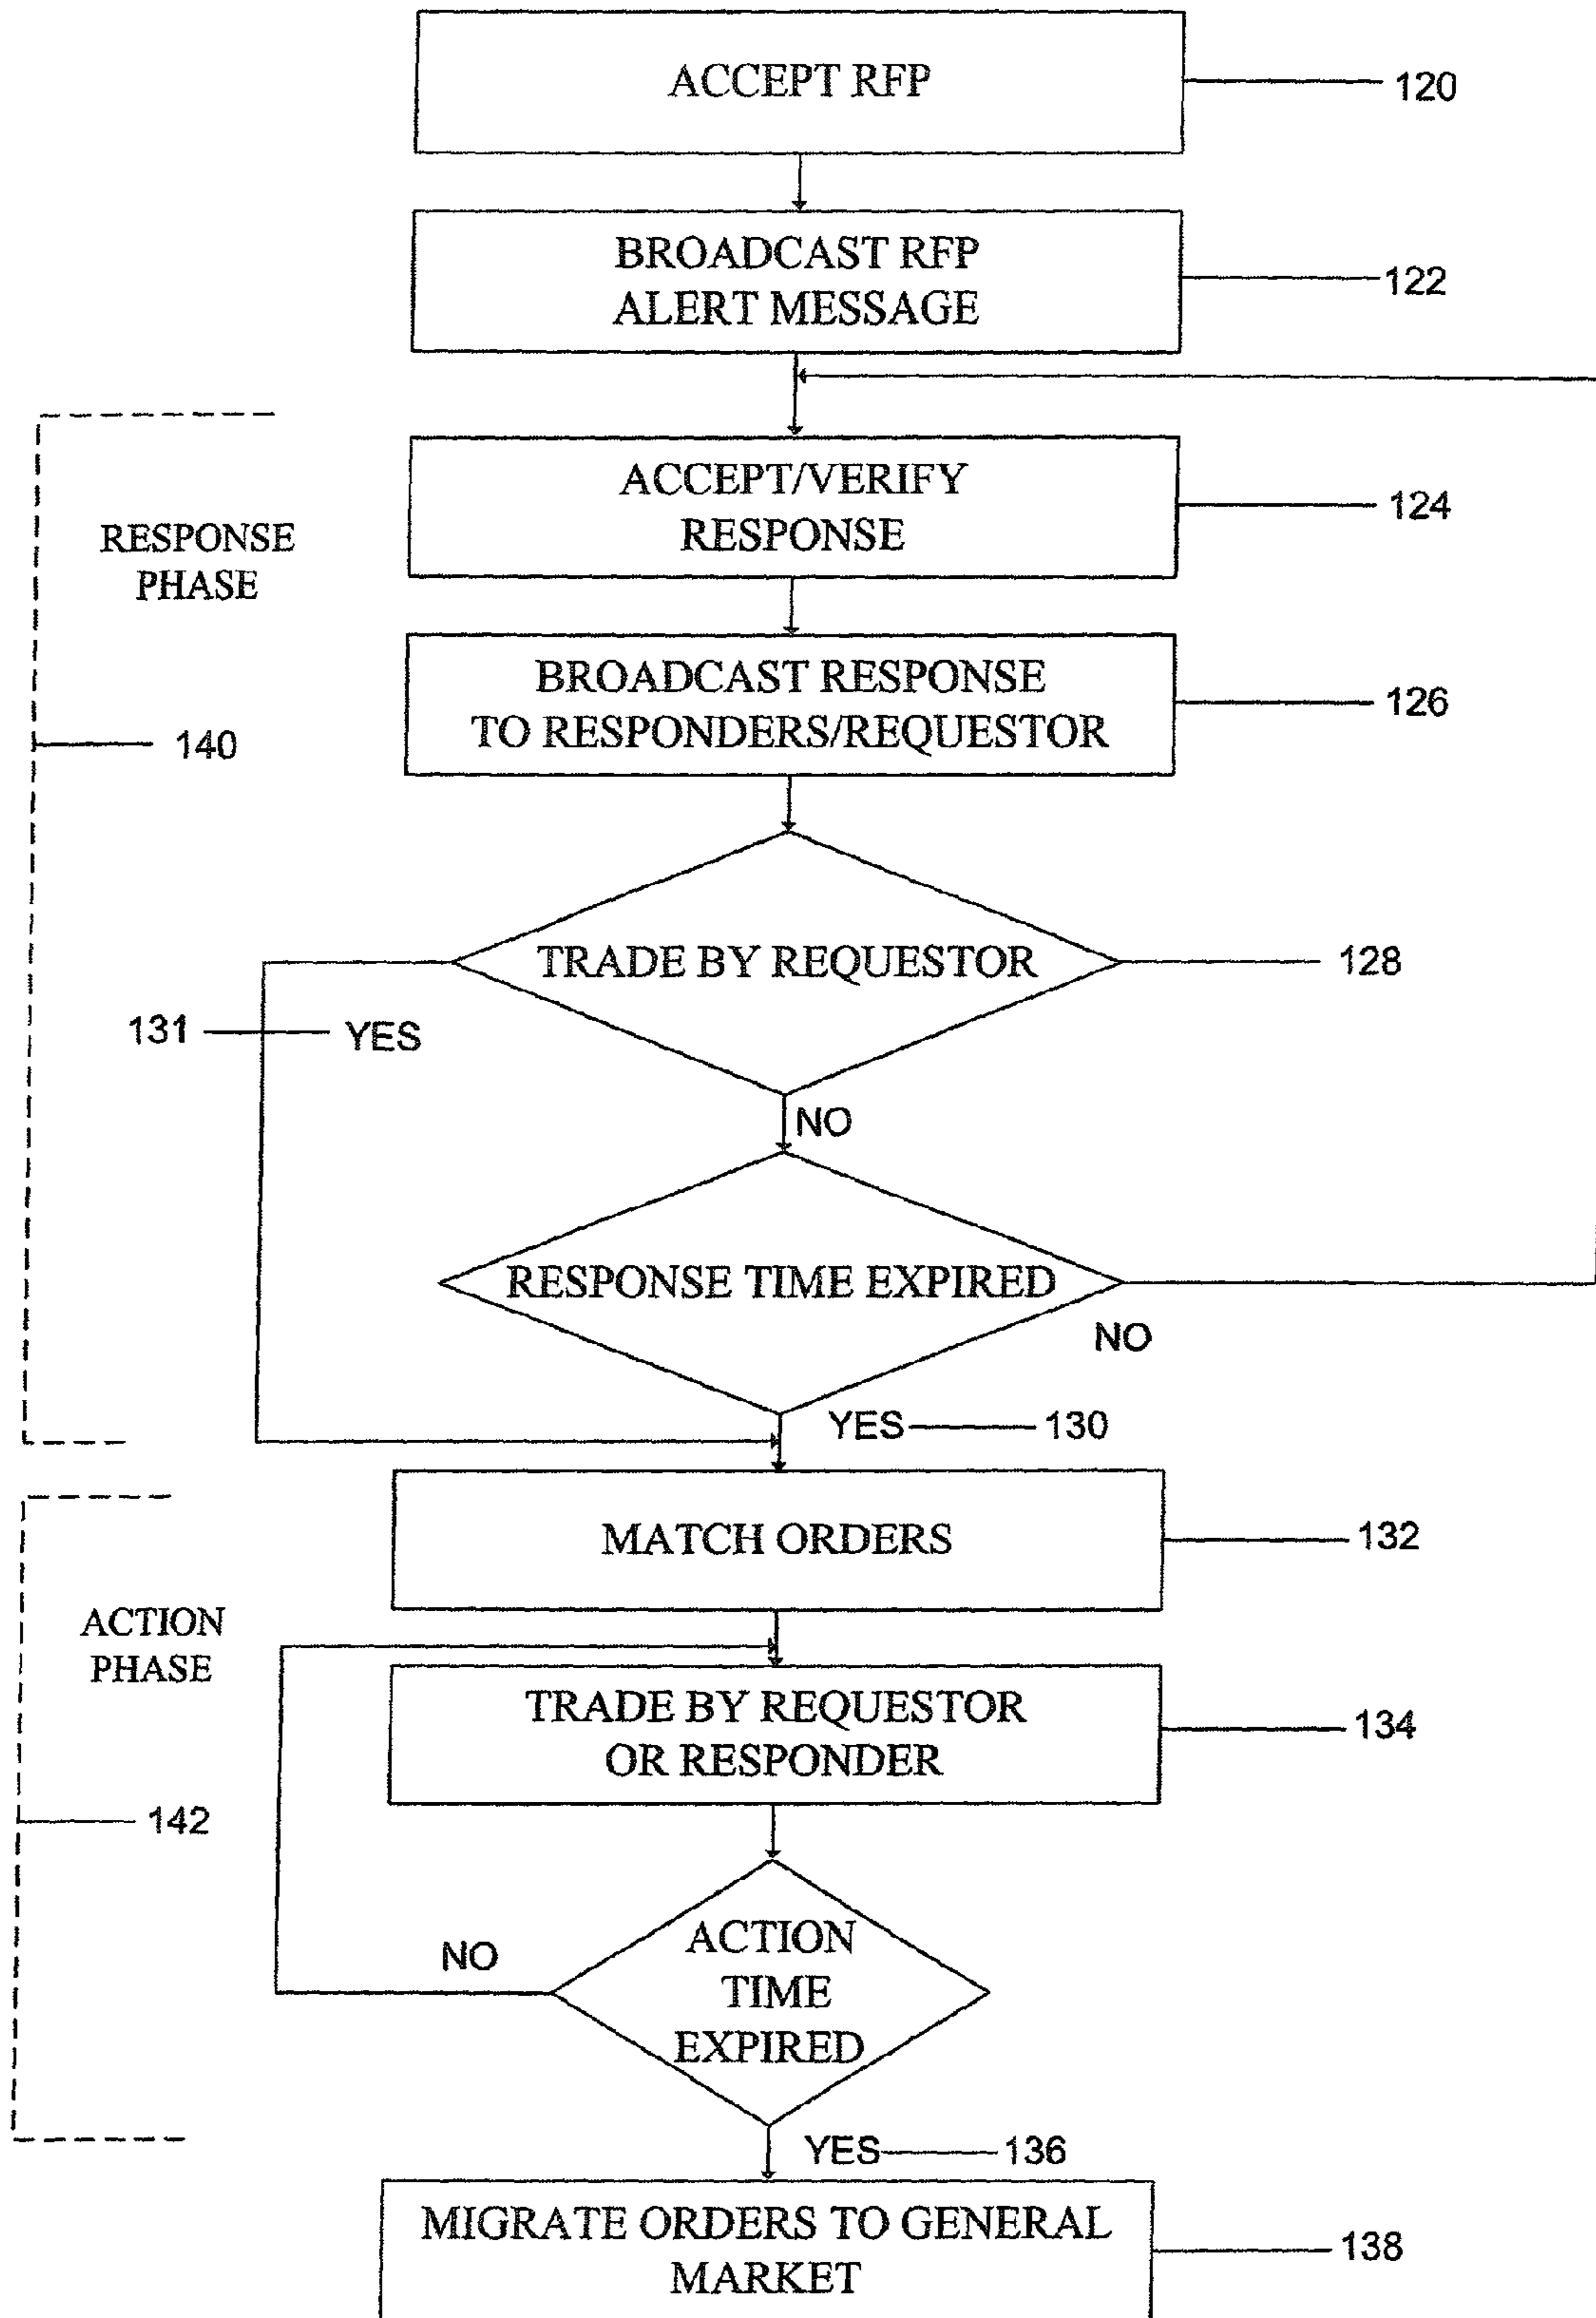 ACCEPT RFP
120
BROADCAST RFP
ALERT MESSAGE
122
ACCEPT/VERIFY
RESPONSE
124
RESPONSE
PHASE
BROADCAST RESPONSE
TO RESPONDERS/REQUESTOR
126
140
TRADE BY REQUESTOR
128
131
YES
NO
RESPONSE TIME EXPIRED
NO
YES
130
MATCH ORDERS
132
ACTION
PHASE
TRADE BY REQUESTOR
OR RESPONDER
134
142
ACTION
TIME
EXPIRED
NO
YES
136
MIGRATE ORDERS TO GENERAL
MARKET
138